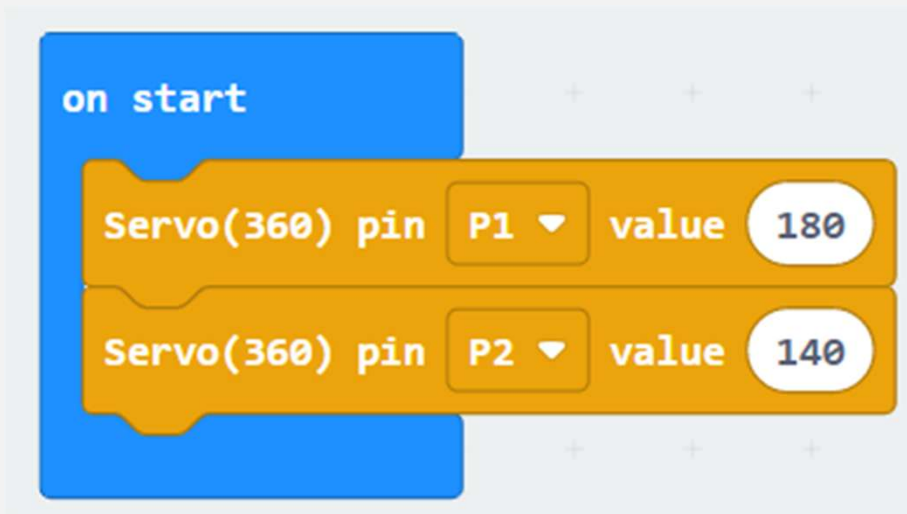 on start
Servo(360) pin P1 value 180
Servo(360) pin P2 value 140